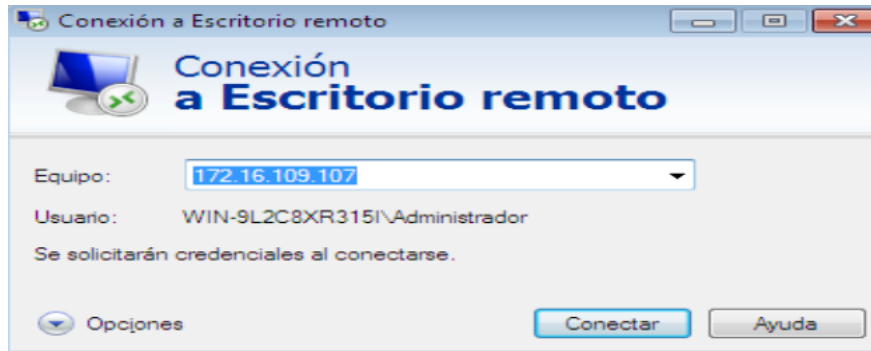 Conexión a Escritorio remoto
Conexión
a Escritorio remoto
Equipo: 172.16.109.107
Usuario: WIN-9L2C8XR315I\Administrador
Se solicitarán credenciales al conectarse.
Opciones Conectar Ayuda